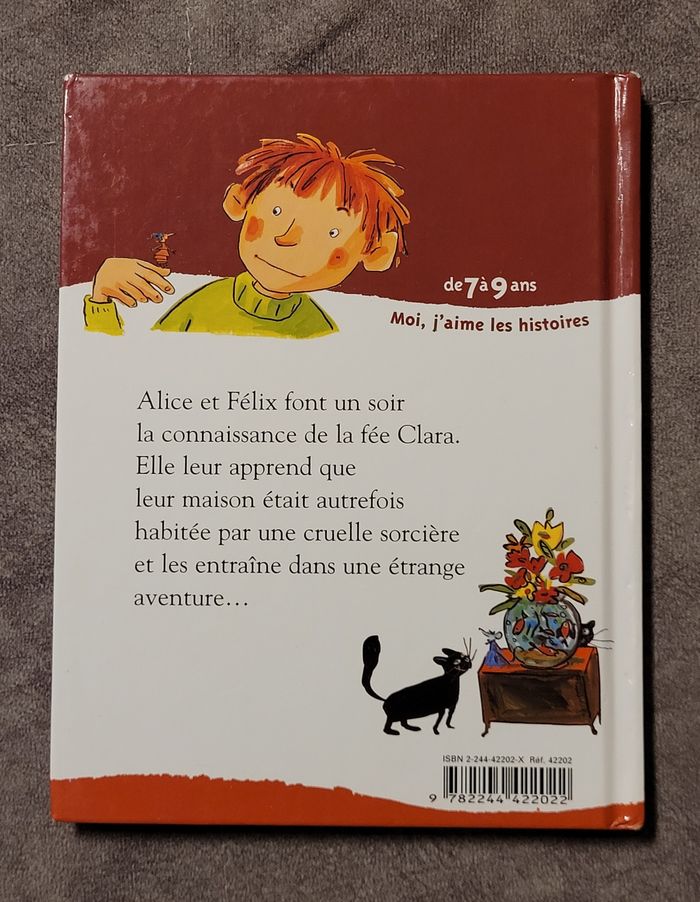 de 7 à 9 ans
Moi, j'aime les histoires
Alice et Félix font un soir
la connaissance de la fée Clara.
Elle leur apprend que
leur maison était autrefois
habitée par une cruelle sorcière
et les entraîne dans une étrange
aventure...
ISBN 2-244-42202-X Réf. 42202
9 782244 422022